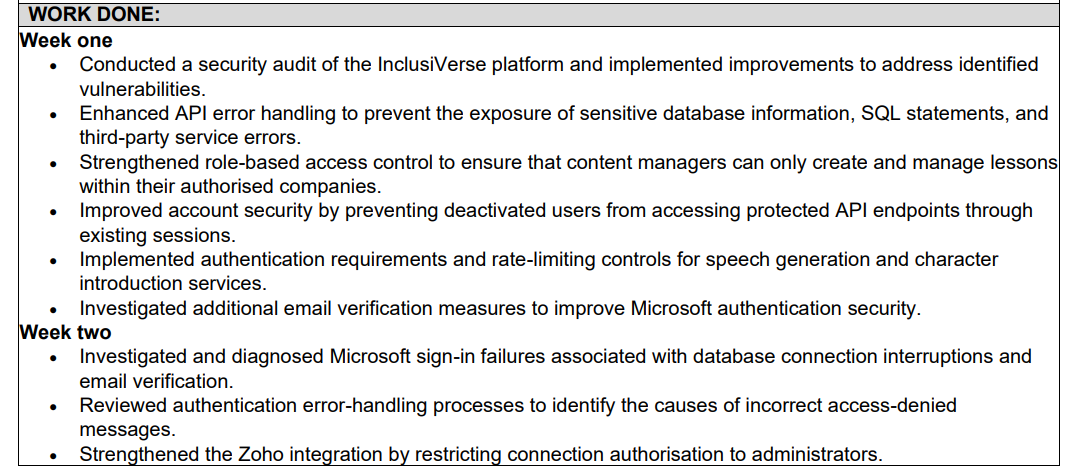 WORK DONE:
Week one
• Conducted a security audit of the InclusiVerse platform and implemented improvements to address identified
vulnerabilities.
• Enhanced API error handling to prevent the exposure of sensitive database information, SQL statements, and
third-party service errors.
• Strengthened role-based access control to ensure that content managers can only create and manage lessons
within their authorised companies.
• Improved account security by preventing deactivated users from accessing protected API endpoints through
existing sessions.
• Implemented authentication requirements and rate-limiting controls for speech generation and character
introduction services.
• Investigated additional email verification measures to improve Microsoft authentication security.
Week two
• Investigated and diagnosed Microsoft sign-in failures associated with database connection interruptions and
email verification.
• Reviewed authentication error-handling processes to identify the causes of incorrect access-denied
messages.
• Strengthened the Zoho integration by restricting connection authorisation to administrators.